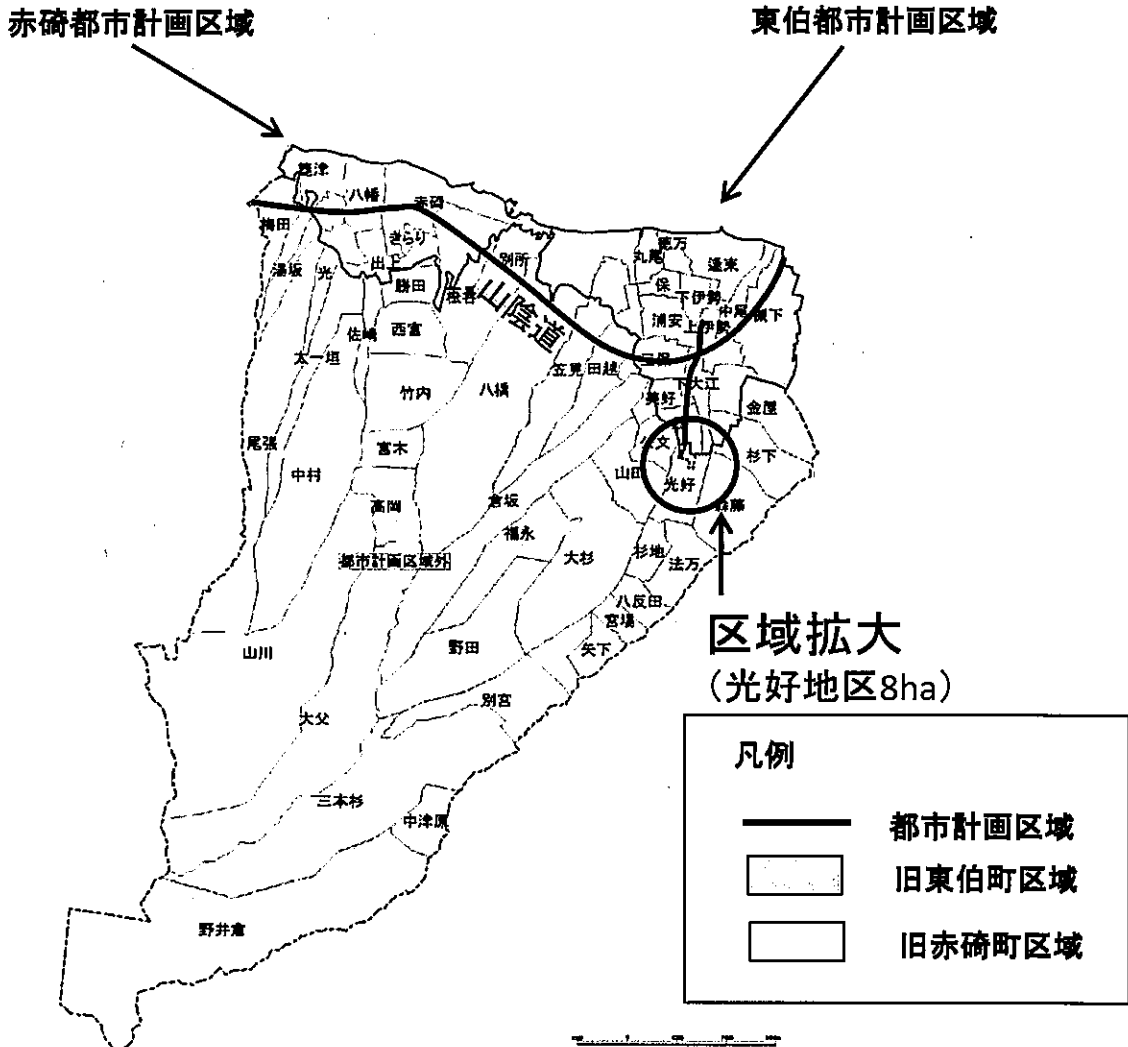 赤碕都市計画区域
東伯都市計画区域
箆津
八幡
赤碕
梅田
きらり
別所
徳万
丸尾
逢束
湯坂
光
出上
勝田
保
下伊勢
中尾
槻下
山陰道
浦安
上伊勢
佐崎
西宮
三保
太一垣
笠見
田越
下大江
竹内
八橋
美好
金屋
尾張
中村
宮木
山田
光好
杉下
高岡
倉坂
福永
大杉
杉地
法万
都市計画区域外
八反田
宮場
矢下
山川
野田
別宮
大父
三本杉
中津原
野井倉
区域拡大
(光好地区8ha)
凡例
都市計画区域
旧東伯町区域
旧赤碕町区域